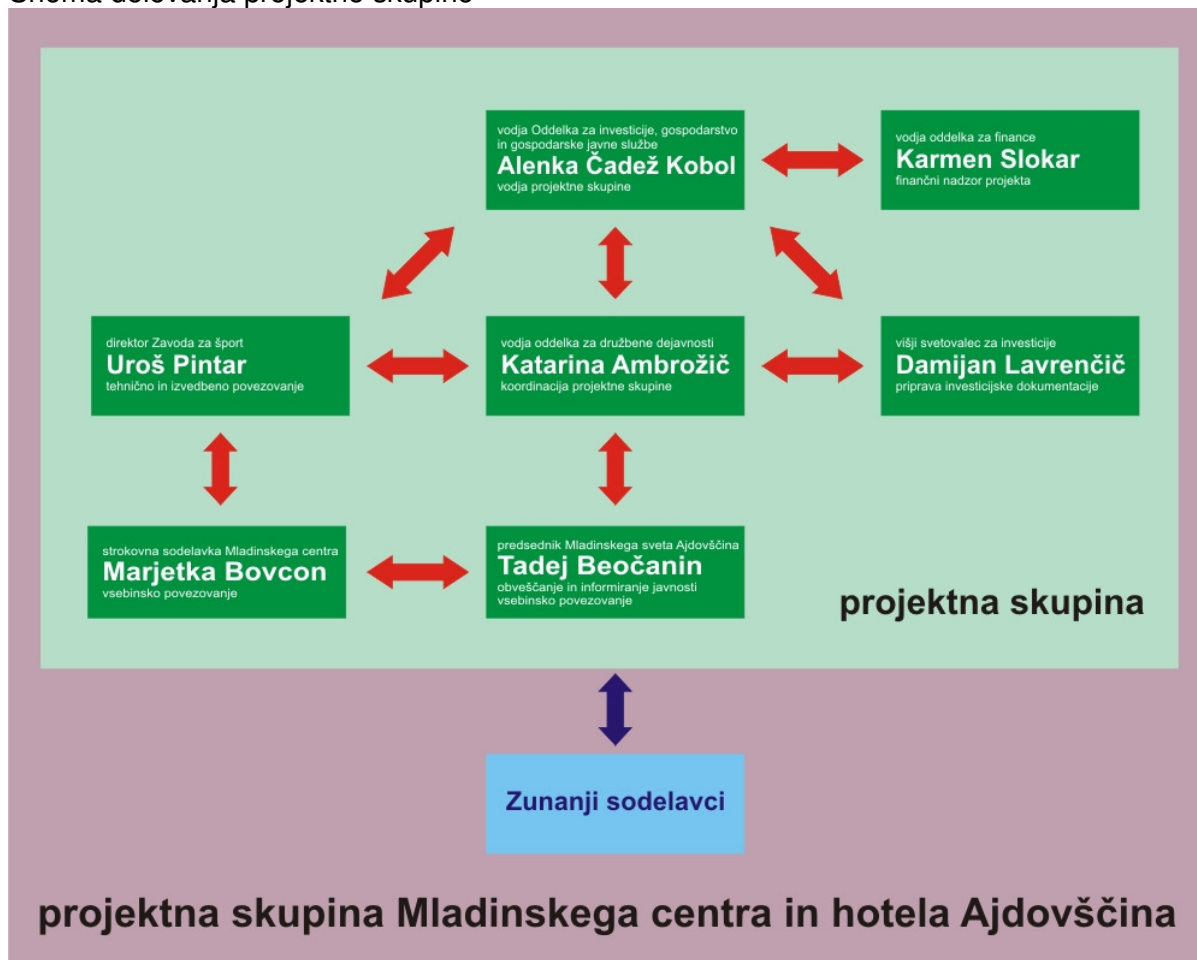 Shema delovanja projektne skupine
vodja Oddelka za investicije, gospodarstvo
in gospodarske javne službe
Alenka Čadež Kobol
vodja projektne skupine
vodja oddelka za finance
Karmen Slokar
finančni nadzor projekta
direktor Zavoda za šport
Uroš Pintar
tehnično in izvedbeno povezovanje
vodja oddelka za družbene dejavnosti
Katarina Ambrožič
koordinacija projektne skupine
višji svetovalec za investicije
Damijan Lavrenčič
priprava investicijske dokumentacije
strokovna sodelavka Mladinskega centra
Marjetka Bovcon
vsebinsko povezovanje
predsednik Mladinskega sveta Ajdovščina
Tadej Beočanin
obveščanje in informiranje javnosti
vsebinsko povezovanje
projektna skupina
Zunanji sodelavci
projektna skupina Mladinskega centra in hotela Ajdovščina